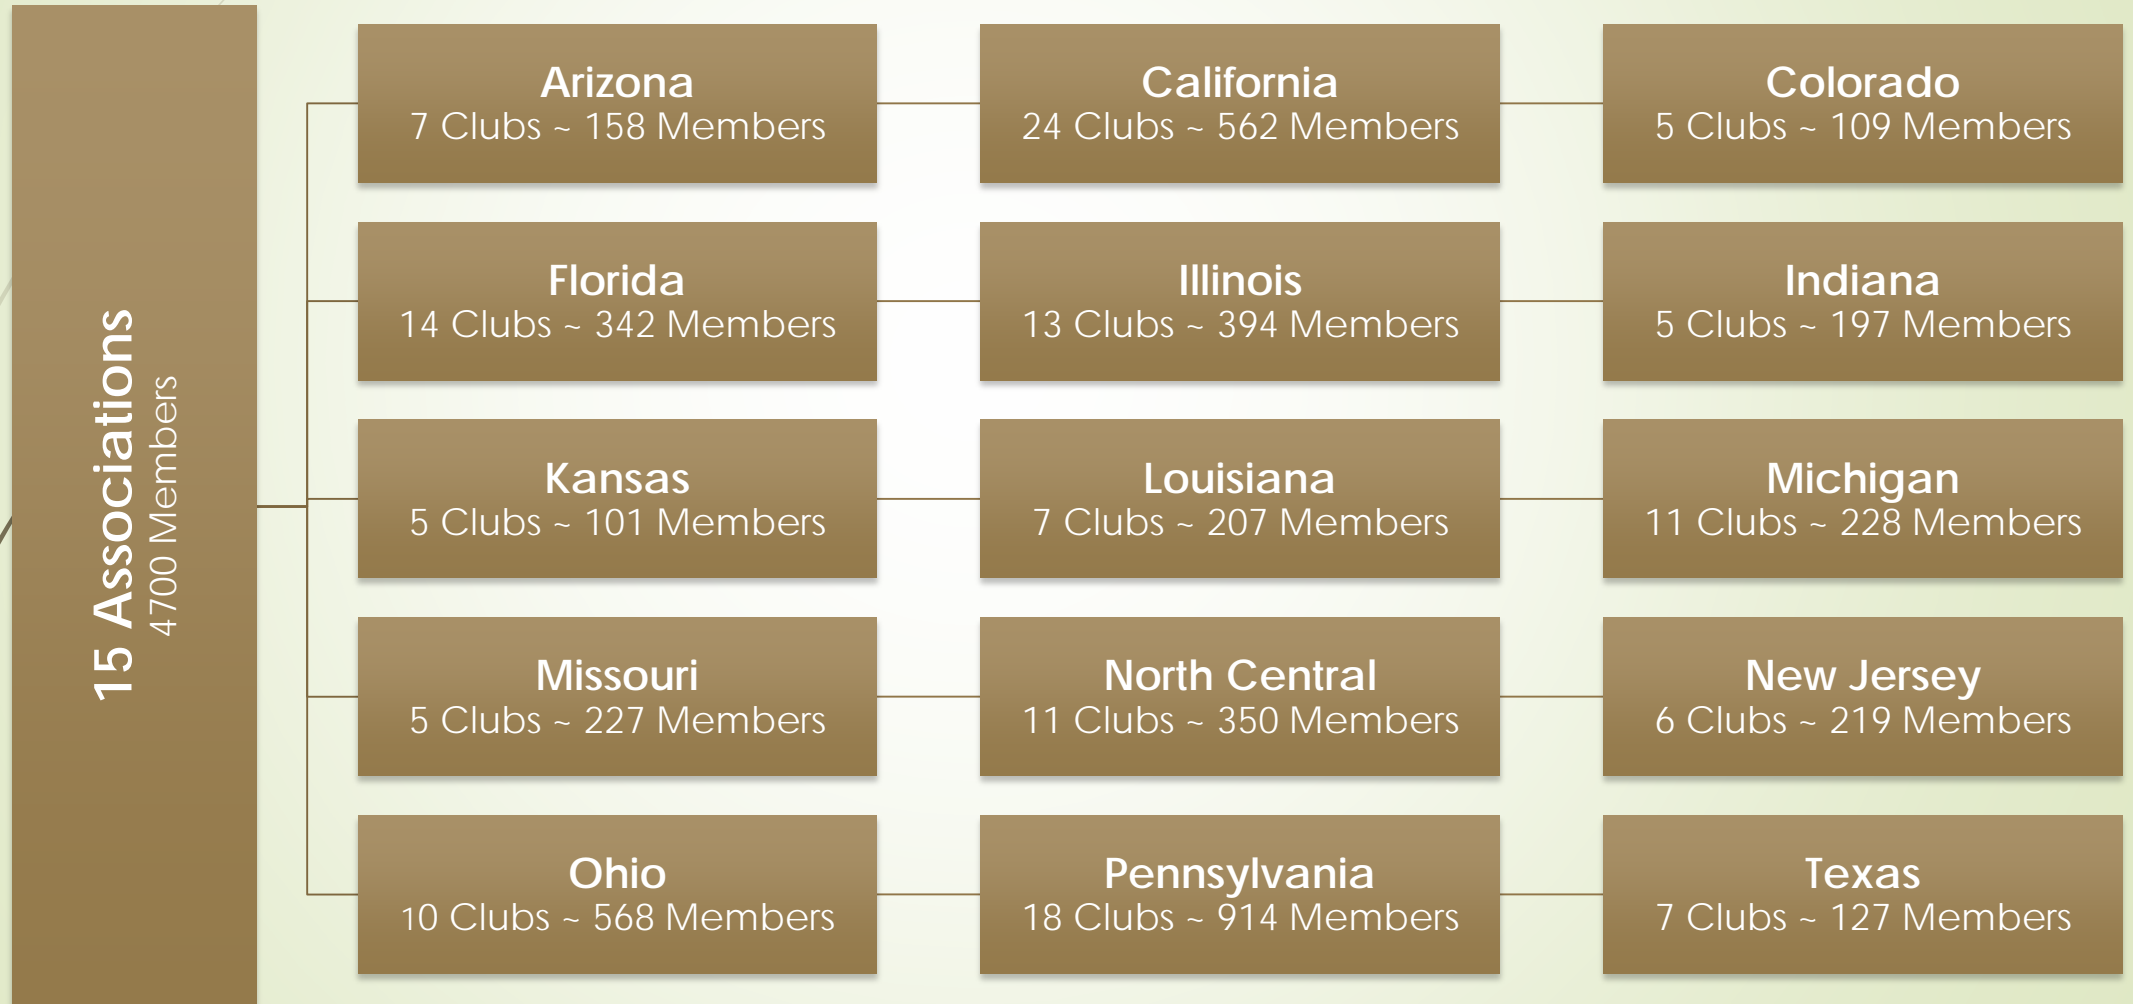 15 Associations
4700 Members
Arizona
7 Clubs ~ 158 Members
California
24 Clubs ~ 562 Members
Colorado
5 Clubs ~ 109 Members
Florida
14 Clubs ~ 342 Members
Illinois
13 Clubs ~ 394 Members
Indiana
5 Clubs ~ 197 Members
Kansas
5 Clubs ~ 101 Members
Louisiana
7 Clubs ~ 207 Members
Michigan
11 Clubs ~ 228 Members
Missouri
5 Clubs ~ 227 Members
North Central
11 Clubs ~ 350 Members
New Jersey
6 Clubs ~ 219 Members
Ohio
10 Clubs ~ 568 Members
Pennsylvania
18 Clubs ~ 914 Members
Texas
7 Clubs ~ 127 Members